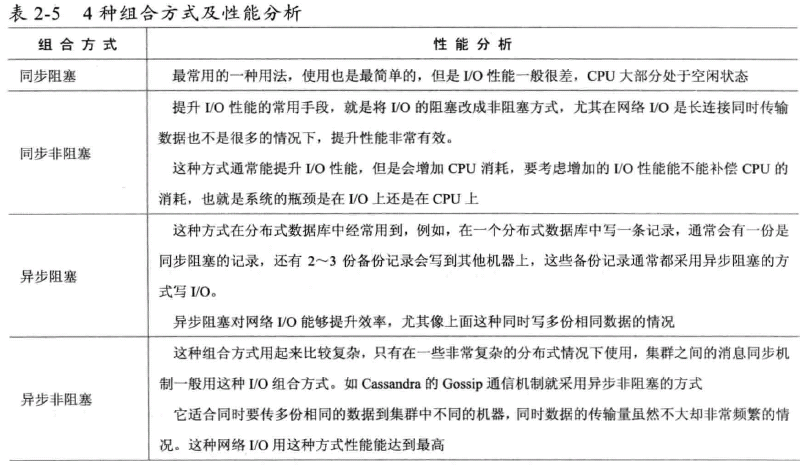 表 2-5 4 种组合方式及性能分析
组 合 方 式 性 能 分 析
同步阻塞 最常用的一种用法，使用也是最简单的，但是 I/O 性能一般很差，CPU 大部分处于空闲状态
同步非阻塞
提升 I/O 性能的常用手段，就是将 I/O 的阻塞改成非阻塞方式，尤其在网络 I/O 是长连接同时传输
数据也不是很多的情况下，提升性能非常有效。
这种方式通常能提升 I/O 性能，但是会增加 CPU 消耗，要考虑增加的 I/O 性能能不能补偿 CPU 的
消耗，也就是系统的瓶颈是在 I/O 上还是在 CPU 上
异步阻塞
这种方式在分布式数据库中经常用到，例如，在一个分布式数据库中写一条记录，通常会有一份是
同步阻塞的记录，还有 2～3 份备份记录会写到其他机器上，这些备份记录通常都采用异步阻塞的方
式写 I/O。
异步阻塞对网络 I/O 能够提升效率，尤其像上面这种同时写多份相同数据的情况
异步非阻塞
这种组合方式用起来比较复杂，只有在一些非常复杂的分布式情况下使用，集群之间的消息同步机
制一般用这种 I/O 组合方式。如 Cassandra 的 Gossip 通信机制就采用异步非阻塞的方式
它适合同时要传多份相同的数据到集群中不同的机器，同时数据的传输量虽然不大却非常频繁的情
况。这种网络 I/O 用这种方式性能能达到最高